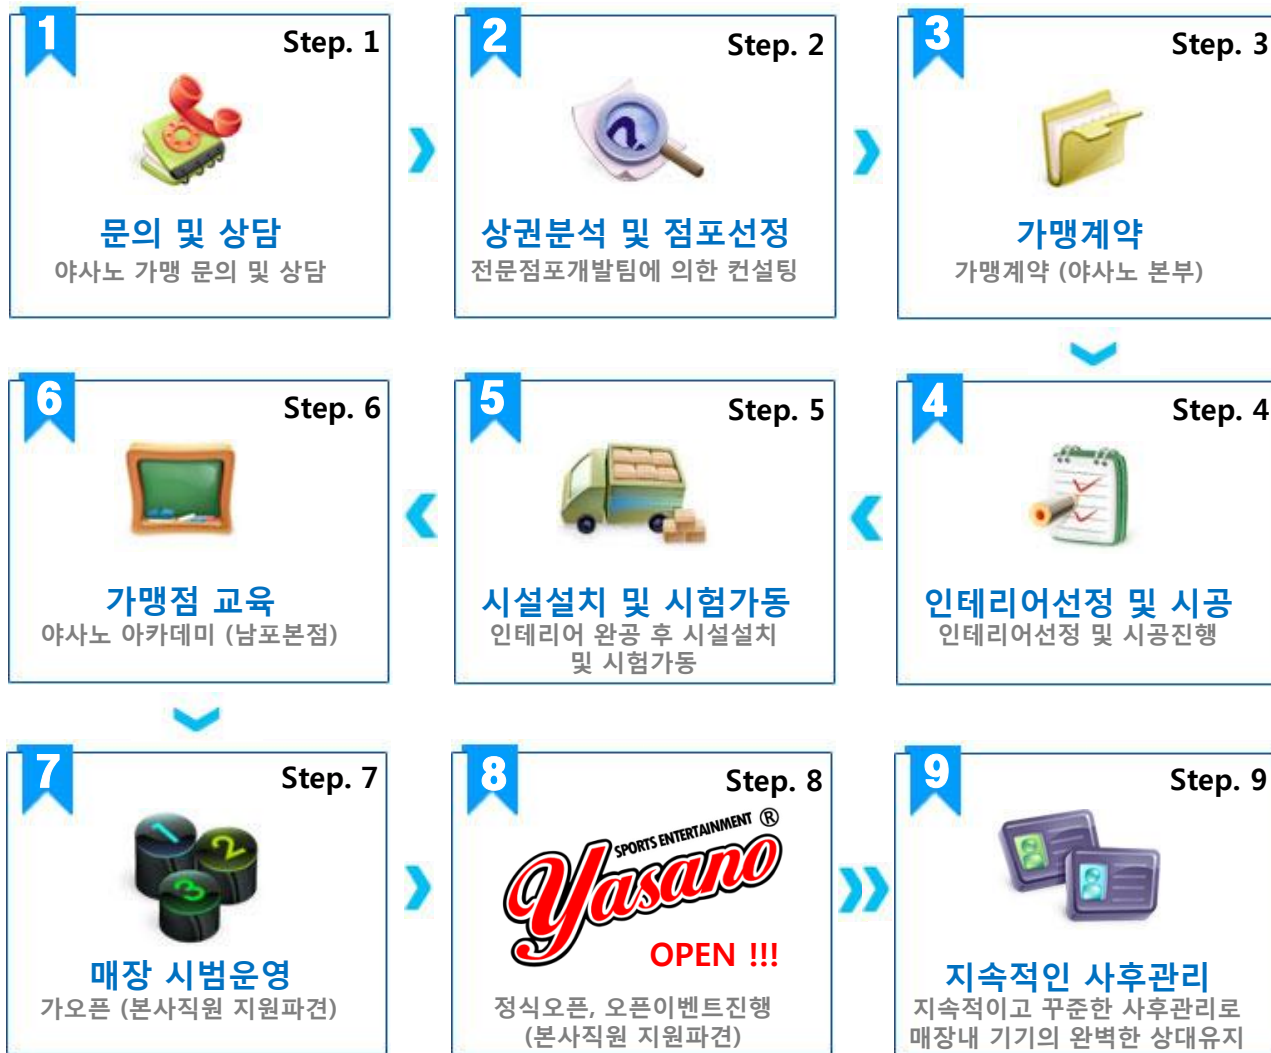 1
Step. 1
문의 및 상담
야사노 가맹 문의 및 상담
2
Step. 2
상권분석 및 점포선정
전문점포개발팀에 의한 컨설팅
3
Step. 3
가맹계약
가맹계약 (야사노 본부)
4
Step. 4
인테리어선정 및 시공
인테리어선정 및 시공진행
5
Step. 5
시설설치 및 시험가동
인테리어 완공 후 시설설치
및 시험가동
6
Step. 6
가맹점 교육
야사노 아카데미 (남포본점)
7
Step. 7
1
2
3
매장 시범운영
가오픈 (본사직원 지원파견)
8
Step. 8
SPORTS ENTERTAINMENT ®
Yasano
OPEN !!!
정식오픈, 오픈이벤트진행
(본사직원 지원파견)
9
Step. 9
지속적인 사후관리
지속적이고 꾸준한 사후관리로
매장내 기기의 완벽한 상대유지